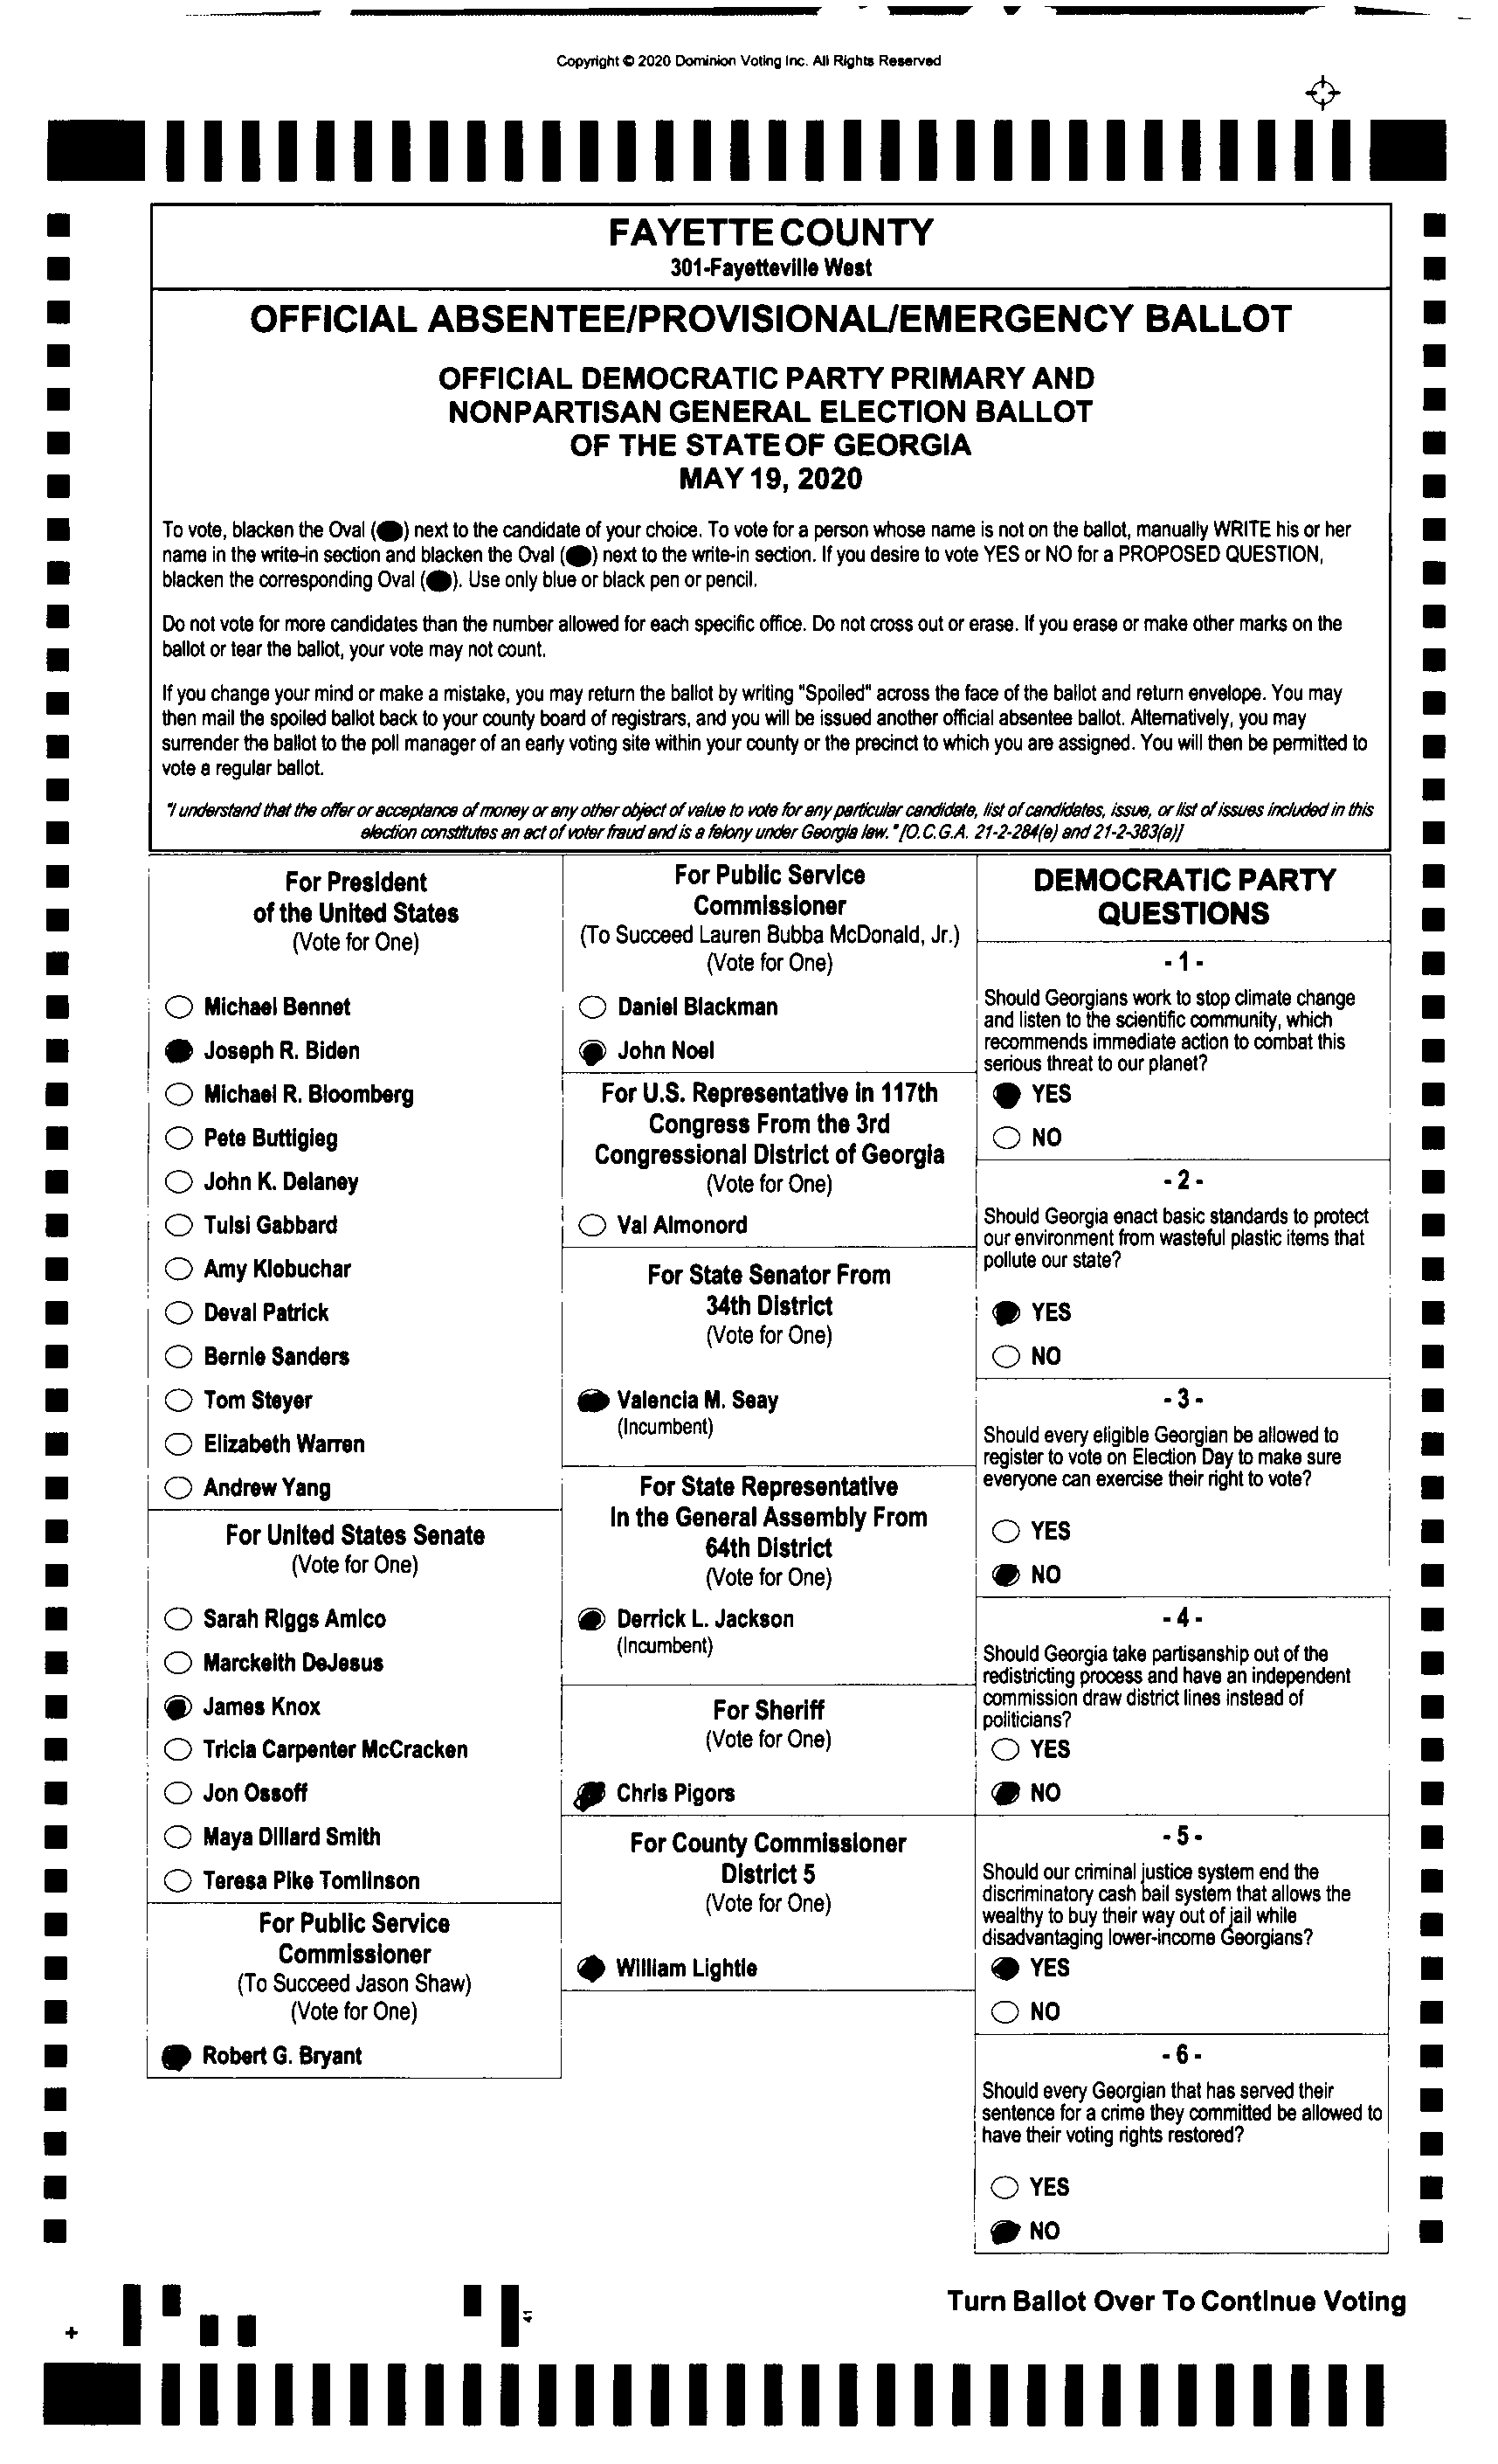 Copyright © 2020 Dominion Voting Inc. All Rights Reserved
FAYETTE COUNTY
301-Fayetteville West
OFFICIAL ABSENTEE/PROVISIONAL/EMERGENCY BALLOT
OFFICIAL DEMOCRATIC PARTY PRIMARY AND
NONPARTISAN GENERAL ELECTION BALLOT
OF THE STATE OF GEORGIA
MAY 19, 2020
To vote, blacken the Oval ( ) next to the candidate of your choice. To vote for a person whose name is not on the ballot, manually WRITE his or her
name in the write-in section and blacken the Oval ( ) next to the write-in section. If you desire to vote YES or NO for a PROPOSED QUESTION,
blacken the corresponding Oval ( ). Use only blue or black pen or pencil.
Do not vote for more candidates than the number allowed for each specific office. Do not cross out or erase. If you erase or make other marks on the
ballot or tear the ballot, your vote may not count.
If you change your mind or make a mistake, you may return the ballot by writing "Spoiled" across the face of the ballot and return envelope. You may
then mail the spoiled ballot back to your county board of registrars, and you will be issued another official absentee ballot. Alternatively, you may
surrender the ballot to the poll manager of an early voting site within your county or the precinct to which you are assigned. You will then be permitted to
vote a regular ballot.
"I understand that the offer or acceptance of money or any other object of value to vote for any particular candidate, list of candidates, issue, or list of issues included in this
election constitutes an act of voter fraud and is a felony under Georgia law." [O.C.G.A. 21-2-284(e) and 21-2-383(a)]
For President
of the United States
(Vote for One)
Michael Bennet
Joseph R. Biden
Michael R. Bloomberg
Pete Buttigieg
John K. Delaney
Tulsi Gabbard
Amy Klobuchar
Deval Patrick
Bernie Sanders
Tom Steyer
Elizabeth Warren
Andrew Yang
For United States Senate
(Vote for One)
Sarah Riggs Amico
Marckeith DeJesus
James Knox
Tricia Carpenter McCracken
Jon Ossoff
Maya Dillard Smith
Teresa Pike Tomlinson
For Public Service
Commissioner
(To Succeed Jason Shaw)
(Vote for One)
Robert G. Bryant
For Public Service
Commissioner
(To Succeed Lauren Bubba McDonald, Jr.)
(Vote for One)
Daniel Blackman
John Noel
For U.S. Representative in 117th
Congress From the 3rd
Congressional District of Georgia
(Vote for One)
Val Almonord
For State Senator From
34th District
(Vote for One)
Valencia M. Seay
(Incumbent)
For State Representative
In the General Assembly From
64th District
(Vote for One)
Derrick L. Jackson
(Incumbent)
For Sheriff
(Vote for One)
Chris Pigors
For County Commissioner
District 5
(Vote for One)
William Lightle
DEMOCRATIC PARTY
QUESTIONS
- 1 -
Should Georgians work to stop climate change
and listen to the scientific community, which
recommends immediate action to combat this
serious threat to our planet?
YES
NO
- 2 -
Should Georgia enact basic standards to protect
our environment from wasteful plastic items that
pollute our state?
YES
NO
- 3 -
Should every eligible Georgian be allowed to
register to vote on Election Day to make sure
everyone can exercise their right to vote?
YES
NO
- 4 -
Should Georgia take partisanship out of the
redistricting process and have an independent
commission draw district lines instead of
politicians?
YES
NO
- 5 -
Should our criminal justice system end the
discriminatory cash bail system that allows the
wealthy to buy their way out of jail while
disadvantaging lower-income Georgians?
YES
NO
- 6 -
Should every Georgian that has served their
sentence for a crime they committed be allowed to
have their voting rights restored?
YES
NO
Turn Ballot Over To Continue Voting
41
+